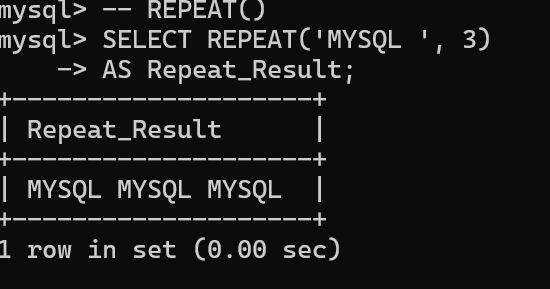 mysql> -- REPEAT()
mysql> SELECT REPEAT('MYSQL ', 3)
    -> AS Repeat_Result;
+--------------------+
| Repeat_Result      |
+--------------------+
| MYSQL MYSQL MYSQL  |
+--------------------+
1 row in set (0.00 sec)